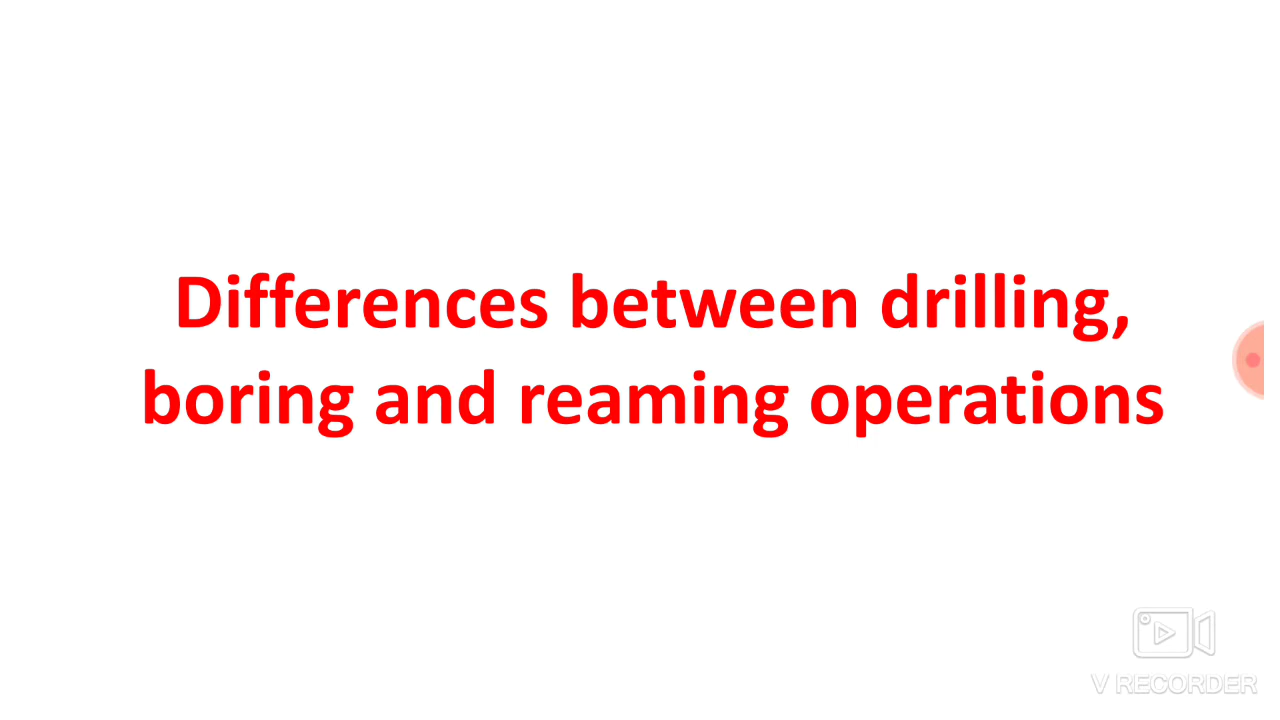 Differences between drilling,
boring and reaming operations
V RECORDER